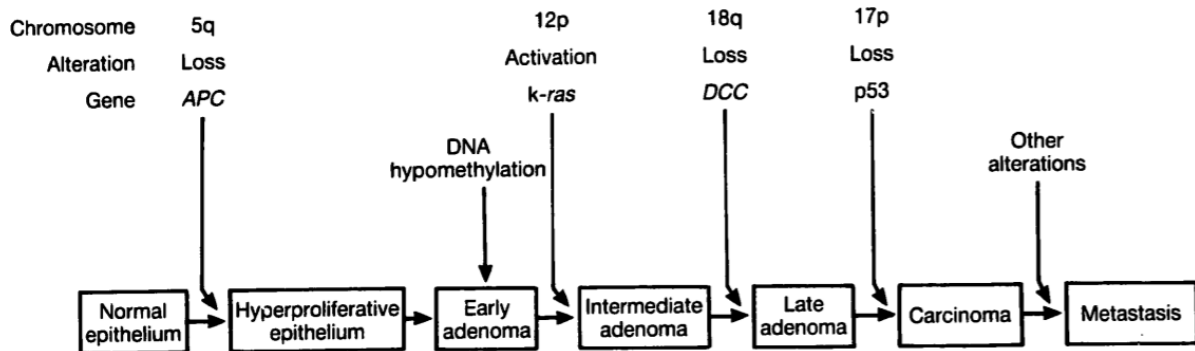 Chromosome 5q 12p 18q 17p
Alteration Loss Activation Loss Loss
Gene APC k-ras DCC p53
DNA
hypomethylation
Other
alterations
Normal
epithelium
Hyperproliferative
epithelium
Early
adenoma
Intermediate
adenoma
Late
adenoma
Carcinoma
Metastasis